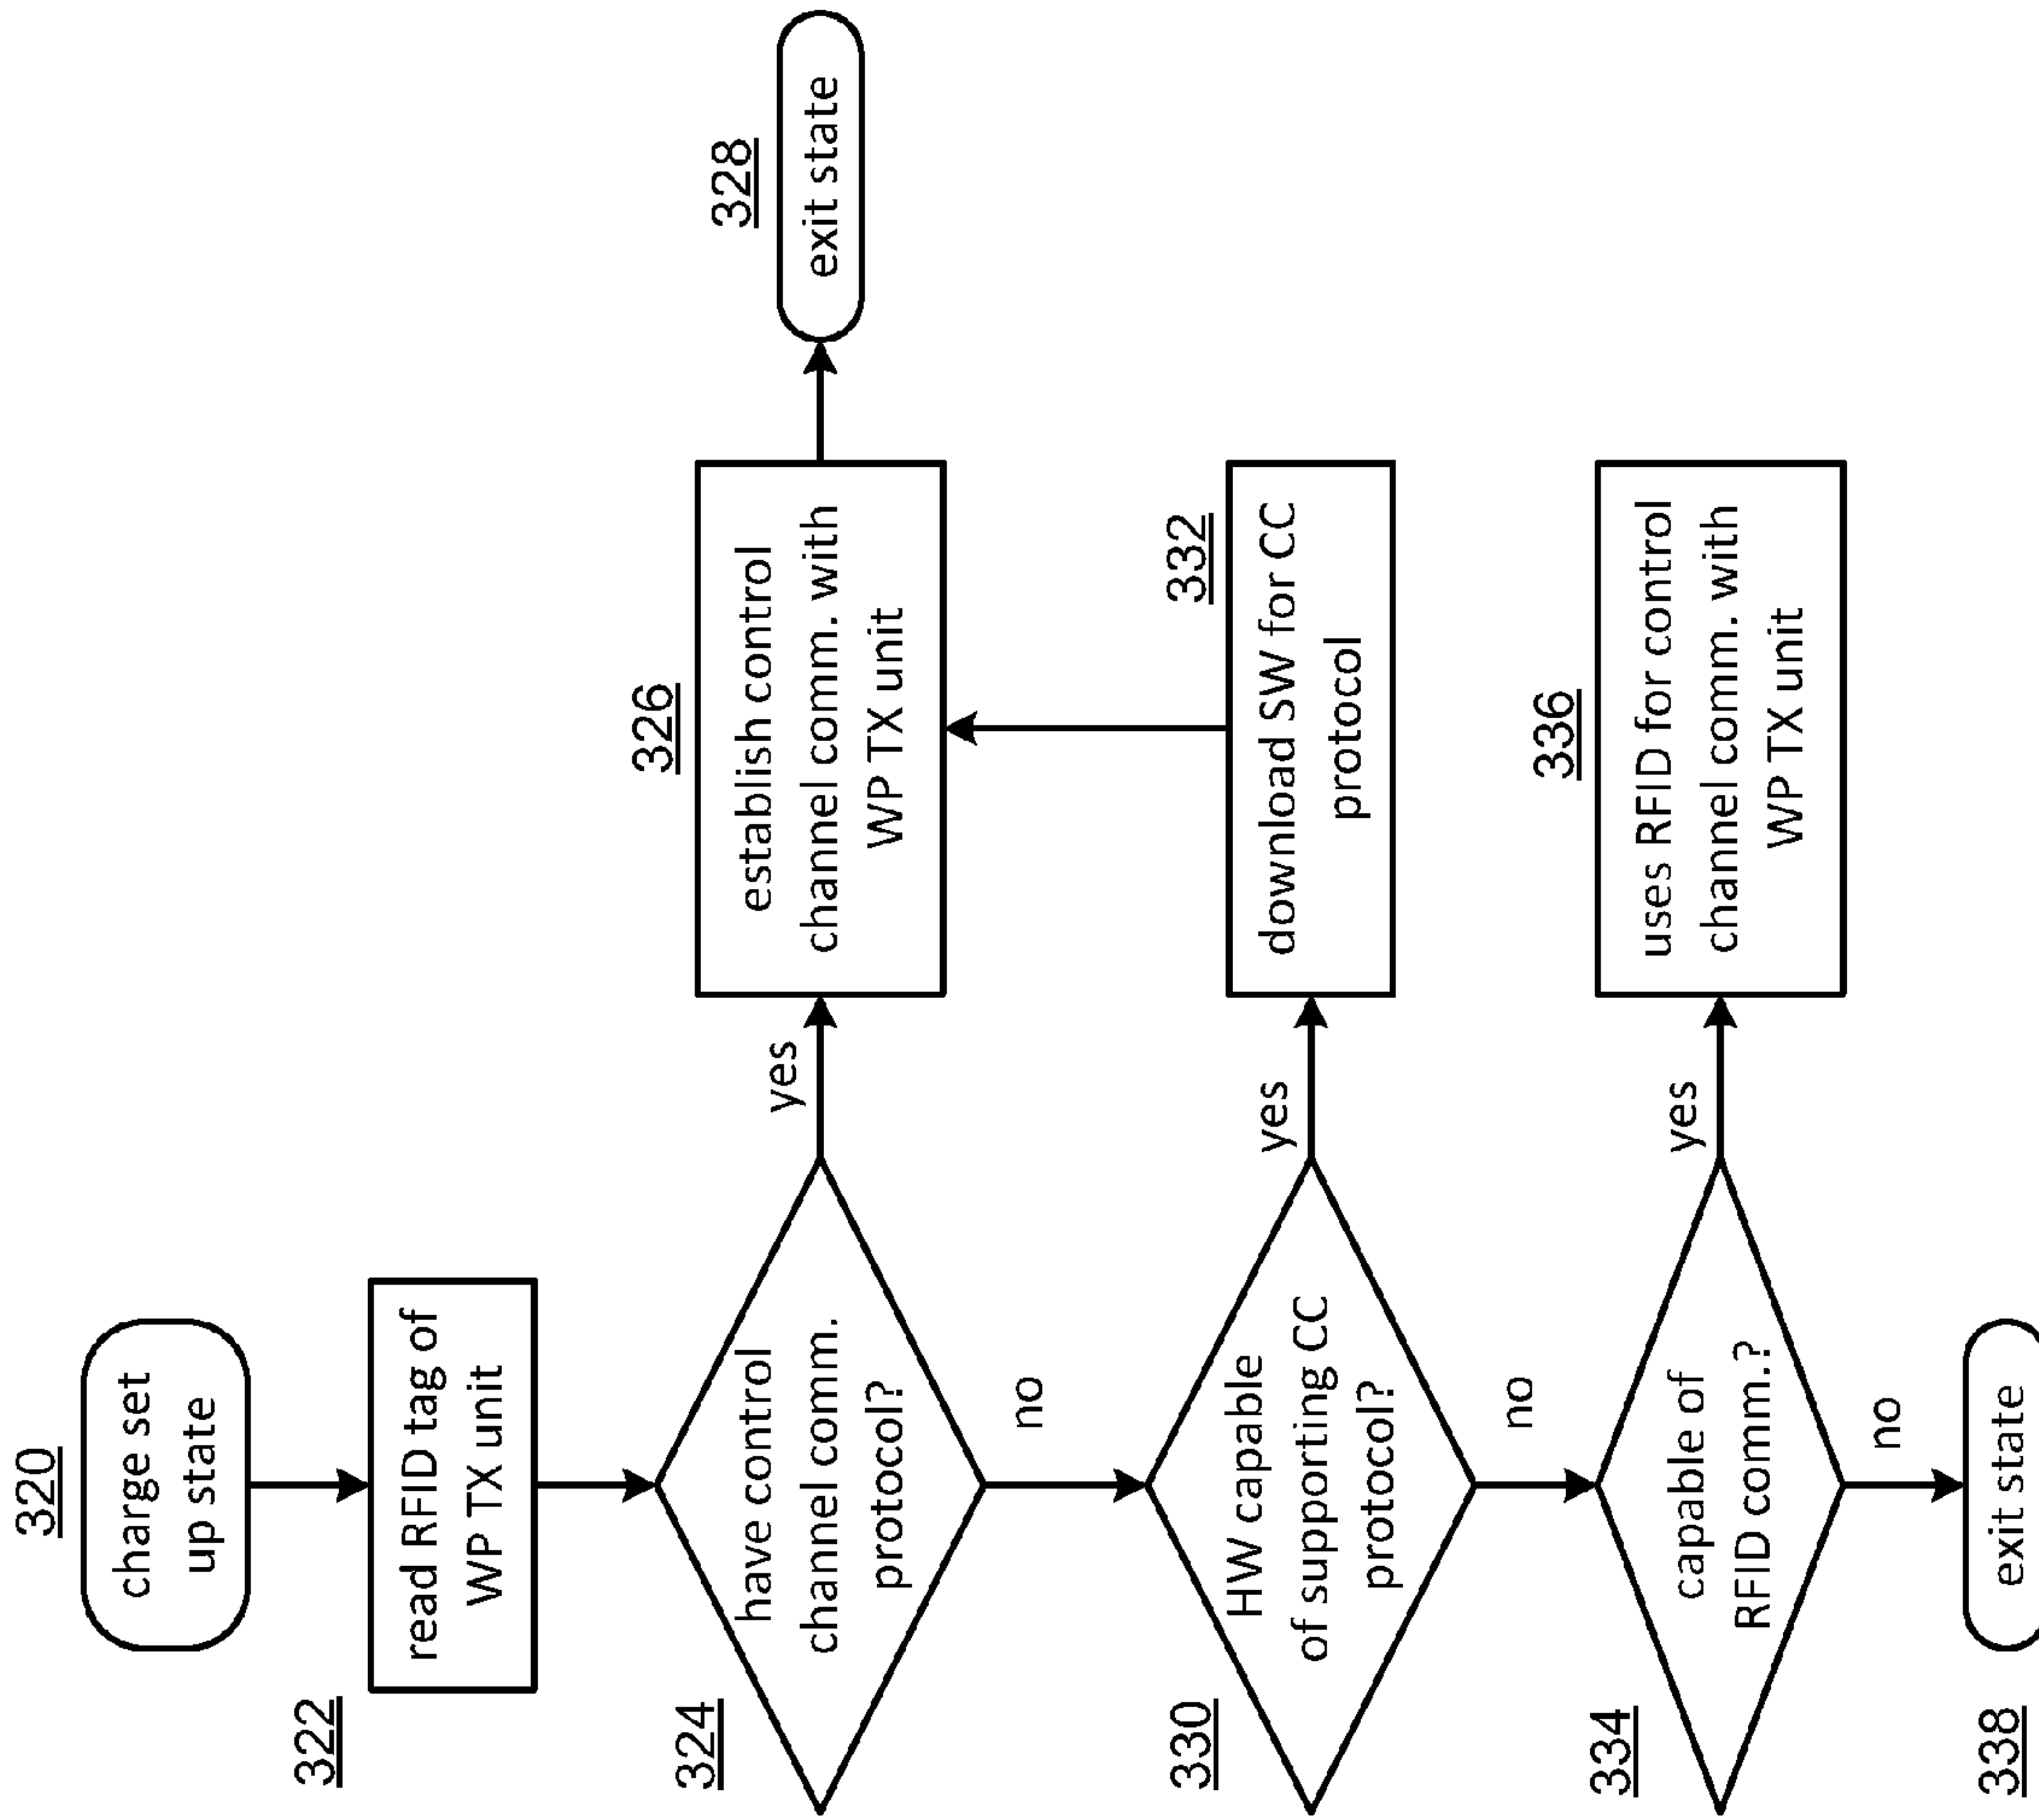 320
charge set
up state
322
read RFID tag of
WP TX unit
324
have control
channel comm.
protocol?
yes
no
326
establish control
channel comm. with
WP TX unit
328
exit state
330
HW capable
of supporting CC
protocol?
yes
no
332
download SW for CC
protocol
334
capable of
RFID comm.?
yes
no
336
uses RFID for control
channel comm. with
WP TX unit
338
exit state